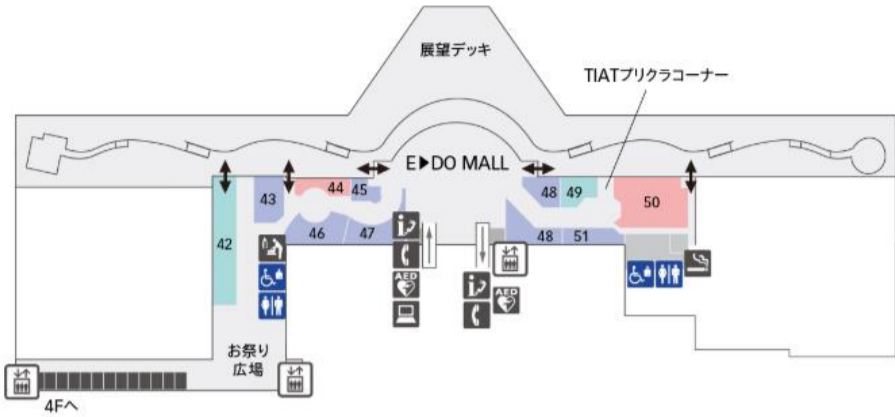 展望デッキ
TIATプリクラコーナー
E▶DO MALL
42
43
44
45
46
47
48
49
50
48
51
AED
AED
お祭り
広場
4Fへ